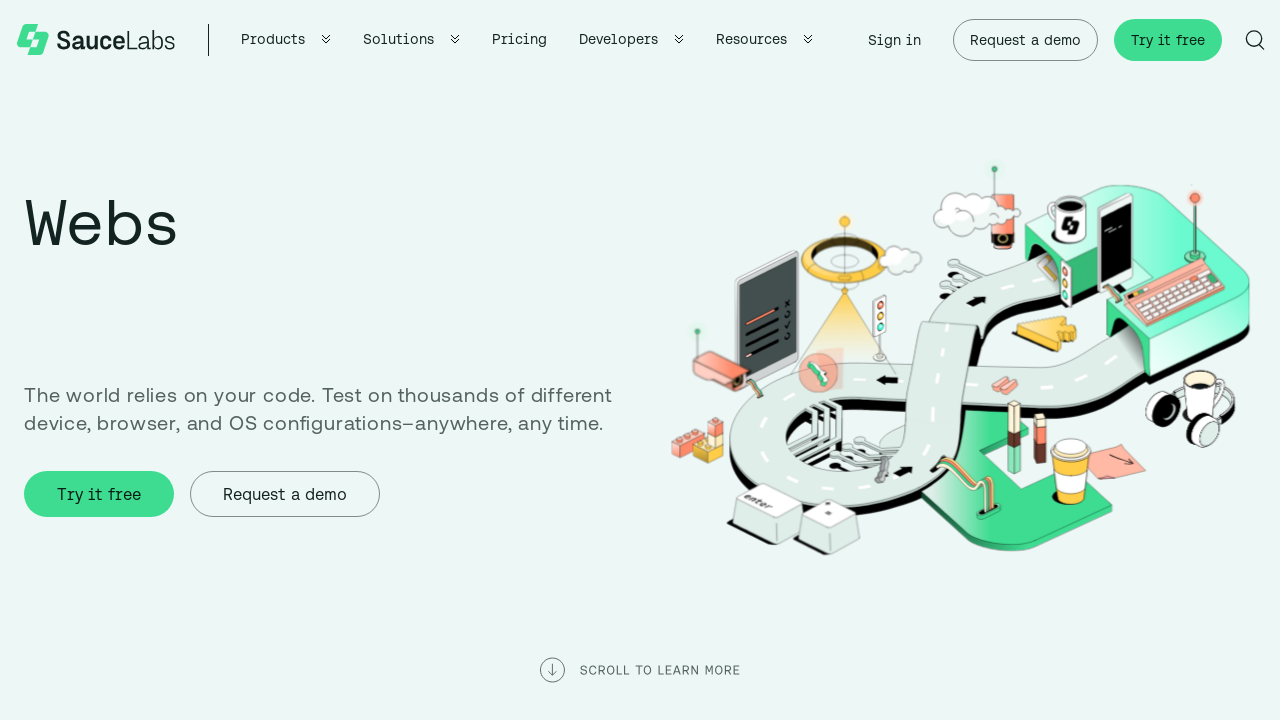 SauceLabs
Products
Solutions
Pricing
Developers
Resources
Sign in
Request a demo
Try it free
Webs
The world relies on your code. Test on thousands of different
device, browser, and OS configurations–anywhere, any time.
Try it free
Request a demo
enter
SCROLL TO LEARN MORE